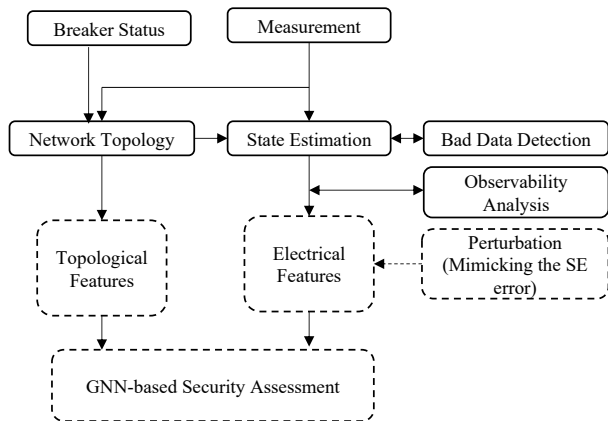 Breaker Status
Measurement
Network Topology
State Estimation
Bad Data Detection
Observability
Analysis
Topological
Features
Electrical
Features
Perturbation
(Mimicking the SE
error)
GNN-based Security Assessment